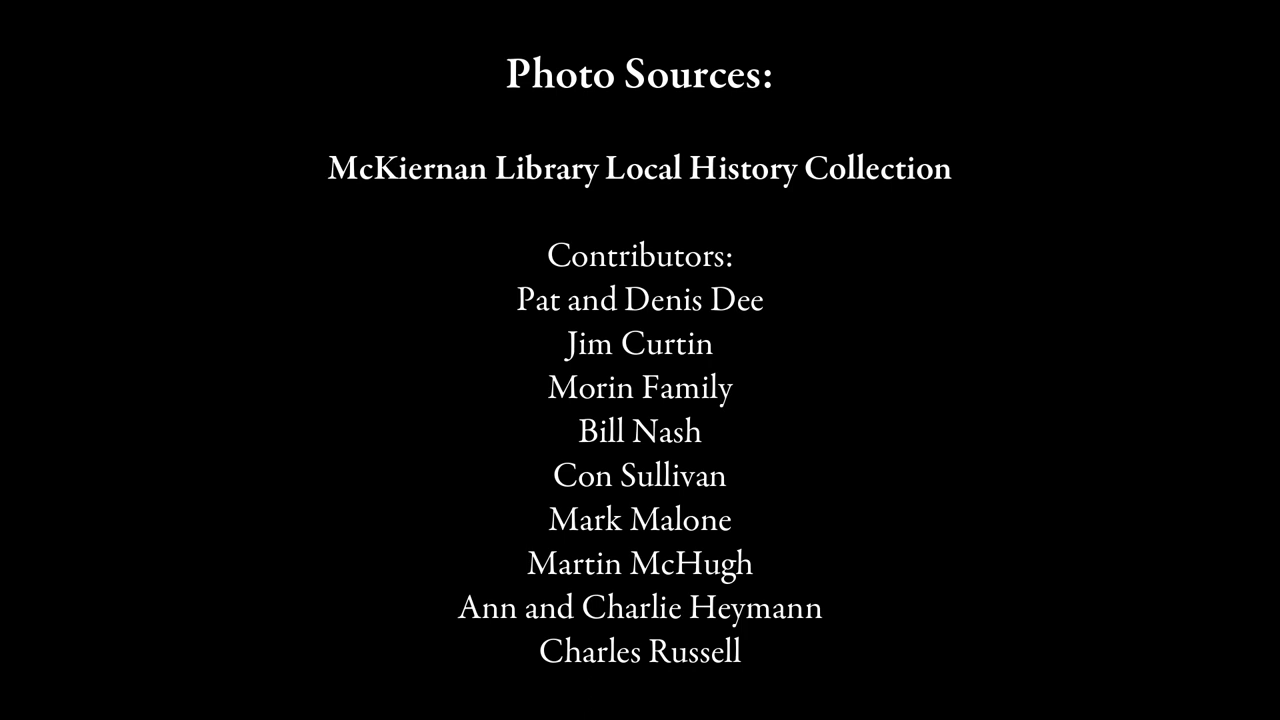 Photo Sources:
McKiernan Library Local History Collection
Contributors:
Pat and Denis Dee
Jim Curtin
Morin Family
Bill Nash
Con Sullivan
Mark Malone
Martin McHugh
Ann and Charlie Heymann
Charles Russell